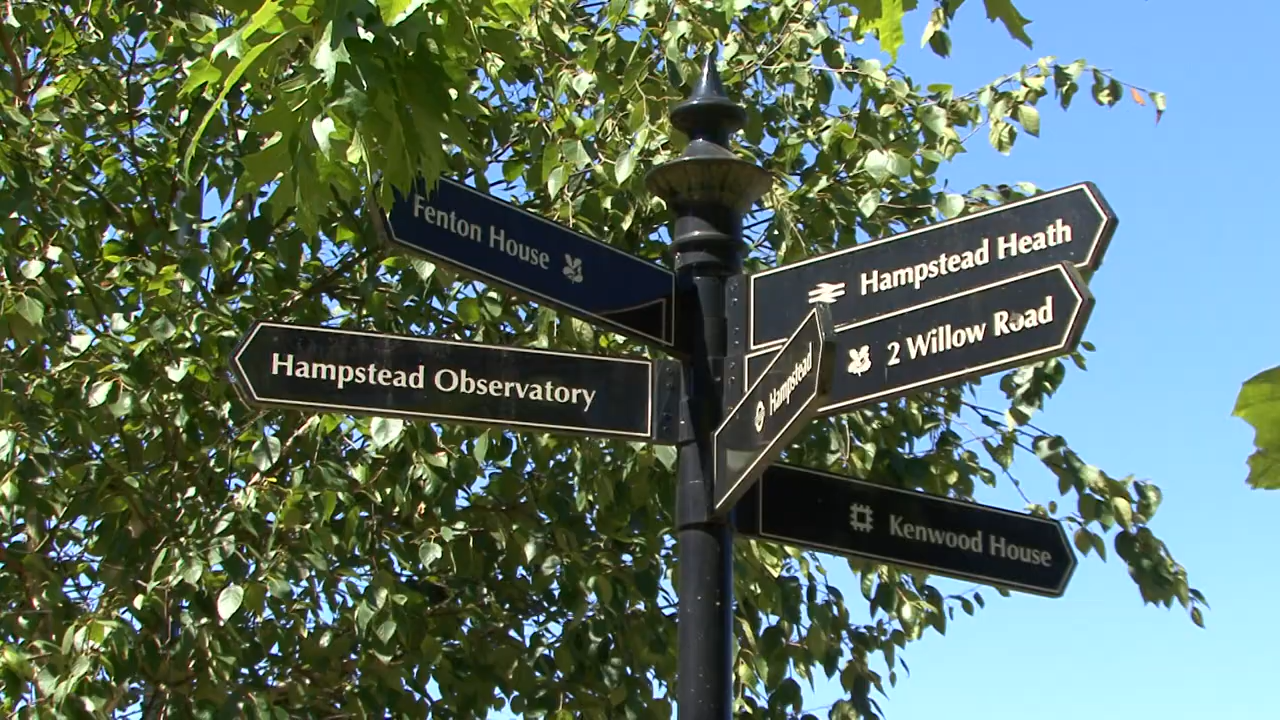 Fenton House
Hampstead Heath
2 Willow Road
Hampstead Observatory
Hampstead
Kenwood House